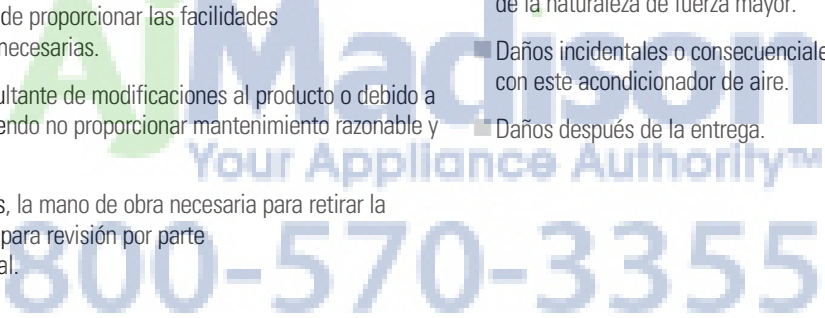 de proporcionar las facilidades
necesarias.
ultante de modificaciones al producto o debido a
endo no proporcionar mantenimiento razonable y
s, la mano de obra necesaria para retirar la
para revisión por parte
al.
de la naturaleza de fuerza mayor.
Daños incidentales o consecuenciale
con este acondicionador de aire.
Daños después de la entrega.
AjMadison
Your Appliance Authority™
800-570-3355